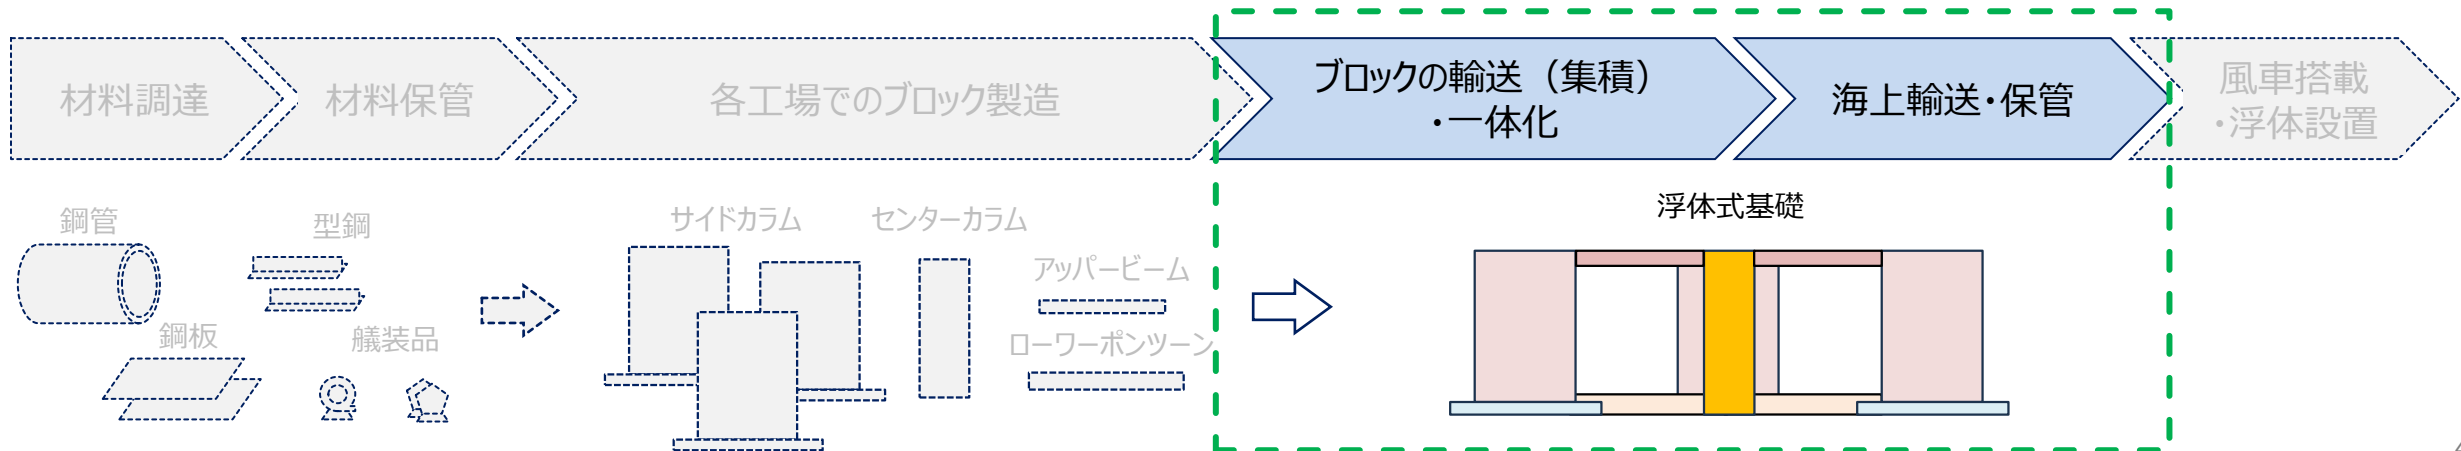 材料調達
材料保管
各工場でのブロック製造
ブロックの輸送（集積）
・一体化
海上輸送・保管
風車搭載
・浮体設置
鋼管
型鋼
鋼板
艤装品
サイドカラム
センターカラム
アッパービーム
ローワーポンツーン
浮体式基礎